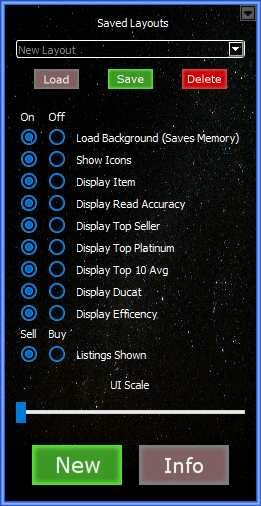 Saved Layouts
New Layout
Load Save Delete
On Off
Load Background (Saves Memory)
Show Icons
Display Item
Display Read Accuracy
Display Top Seller
Display Top Platinum
Display Top 10 Avg
Display Ducat
Display Efficency
Sell Buy
Listings Shown
UI Scale
New Info